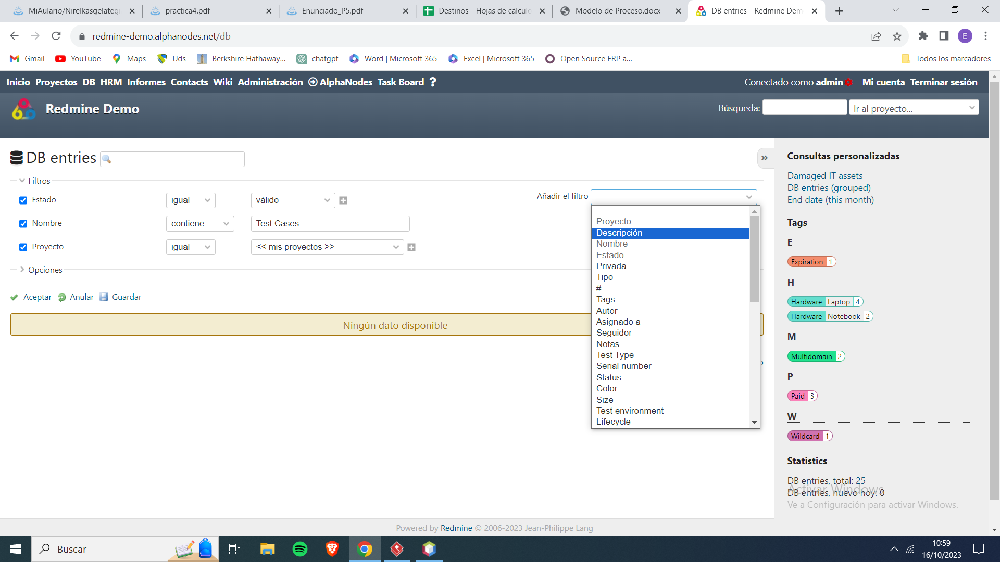 MiAulario/Nirelkasgelategi
practica4.pdf
Enunciado_P5.pdf
Destinos - Hojas de cálculo
Modelo de Proceso.docx
DB entries - Redmine Dem
redmine-demo.alphanodes.net/db
E
Gmail
YouTube
Maps
Uds
Berkshire Hathaway...
chatgpt
Word | Microsoft 365
Excel | Microsoft 365
Open Source ERP a...
Todos los marcadores
Inicio Proyectos DB HRM Informes Contacts Wiki Administración AlphaNodes Task Board ?
Conectado como admin Mi cuenta Terminar sesión
Redmine Demo
Búsqueda:
Ir al proyecto...
DB entries
»
Filtros
Estado igual válido
Nombre contiene Test Cases
Proyecto igual << mis proyectos >>
Opciones
Añadir el filtro
Proyecto
Descripción
Nombre
Estado
Privada
Tipo
#
Tags
Autor
Asignado a
Seguidor
Notas
Test Type
Serial number
Status
Color
Size
Test environment
Lifecycle
Aceptar Anular Guardar
Ningún dato disponible
Consultas personalizadas
Damaged IT assets
DB entries (grouped)
End date (this month)
Tags
E
Expiration 1
H
Hardware Laptop 4
Hardware Notebook 2
M
Multidomain 2
P
Paid 3
W
Wildcard 1
Statistics
DB entries, total: 25
DB entries, nuevo hoy: 0
Activar Windows
Ve a Configuración para activar Windows.
Powered by Redmine © 2006-2023 Jean-Philippe Lang
Buscar
10:59
16/10/2023